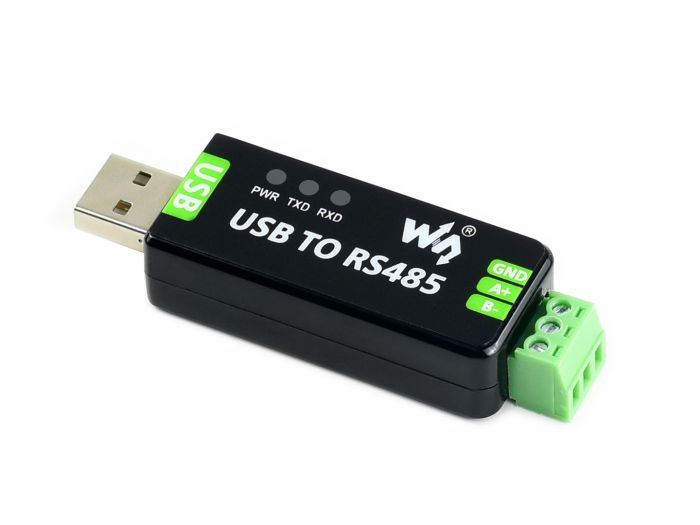 USB
PWR TXD RXD
USB TO RS485
W ®
GND
A+
B-